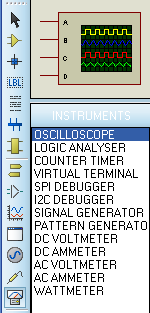 A
B
C
D
LBL
INSTRUMENTS
OSCILLOSCOPE
LOGIC ANALYSER
COUNTER TIMER
VIRTUAL TERMINAL
SPI DEBUGGER
I2C DEBUGGER
SIGNAL GENERATOR
PATTERN GENERATO
DC VOLTMETER
DC AMMETER
AC VOLTMETER
AC AMMETER
WATTMETER